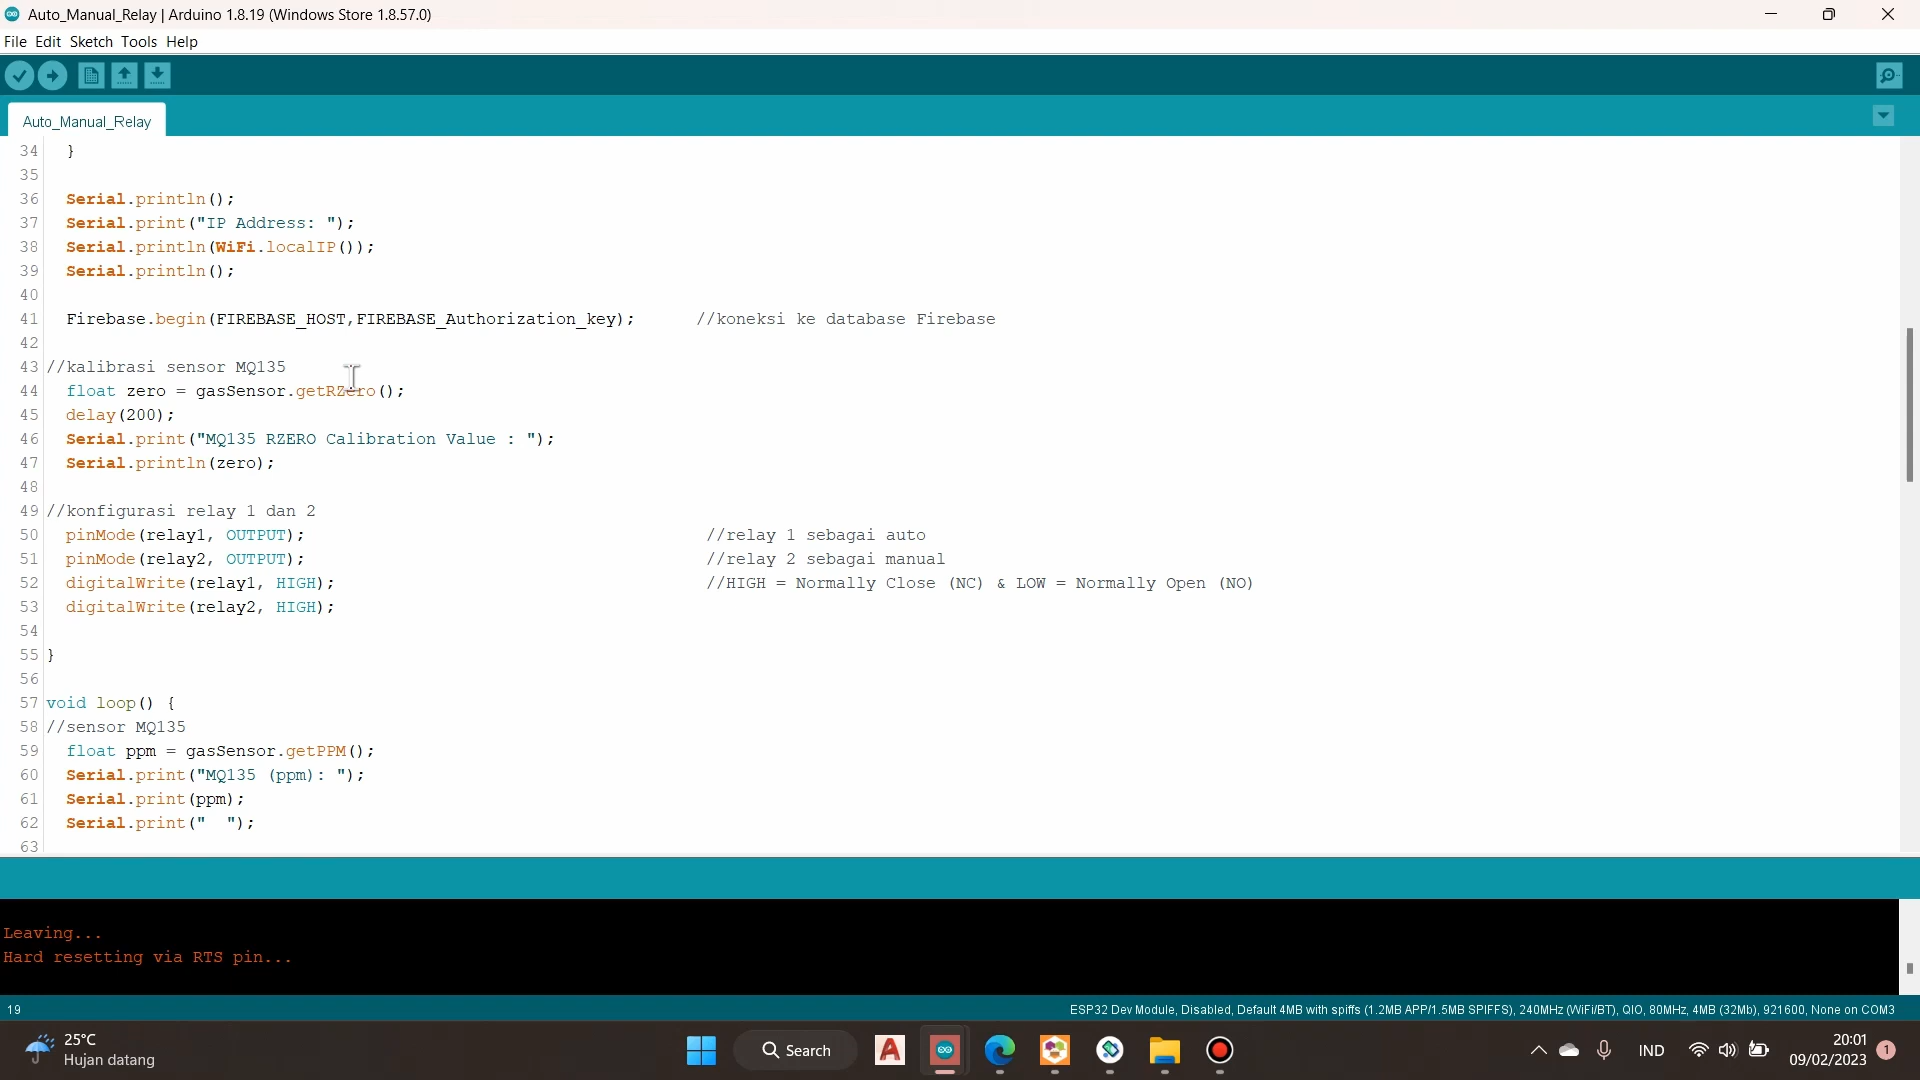 Auto_Manual_Relay | Arduino 1.8.19 (Windows Store 1.8.57.0)
File Edit Sketch Tools Help
Auto_Manual_Relay
34 }
35
36 Serial.println();
37 Serial.print("IP Address: ");
38 Serial.println(WiFi.localIP());
39 Serial.println();
40
41 Firebase.begin(FIREBASE_HOST,FIREBASE_Authorization_key); //koneksi ke database Firebase
42
43 //kalibrasi sensor MQ135
44 float zero = gasSensor.getRZero();
45 delay(200);
46 Serial.print("MQ135 RZERO Calibration Value : ");
47 Serial.println(zero);
48
49 //konfigurasi relay 1 dan 2
50 pinMode(relay1, OUTPUT); //relay 1 sebagai auto
51 pinMode(relay2, OUTPUT); //relay 2 sebagai manual
52 digitalWrite(relay1, HIGH); //HIGH = Normally Close (NC) & LOW = Normally Open (NO)
53 digitalWrite(relay2, HIGH);
54
55 }
56
57 void loop() {
58 //sensor MQ135
59 float ppm = gasSensor.getPPM();
60 Serial.print("MQ135 (ppm): ");
61 Serial.print(ppm);
62 Serial.print("  ");
63
Leaving...
Hard resetting via RTS pin...
19 ESP32 Dev Module, Disabled, Default 4MB with spiffs (1.2MB APP/1.5MB SPIFFS), 240MHz (WiFi/BT), QIO, 80MHz, 4MB (32Mb), 921600, None on COM3
25°C
Hujan datang
Search
IND
20:01
09/02/2023
1